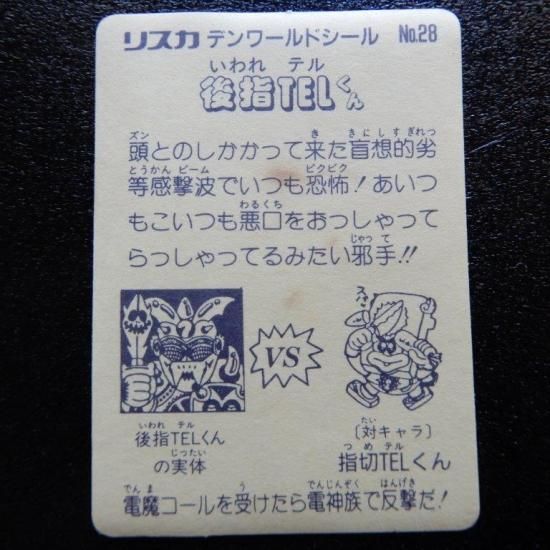 リスカ デンワールドシール No.28
いわれ テル
後指TELくん
ズン き きにしすぎれっ
頭とのしかかって来た盲想的劣
とうかん ビーム ビクビク
等感撃波でいつも恐怖!あいつ
わるくち
もこいつも悪口をおっしゃって
じゃっ て
らっしゃってるみたい邪手!!
VS
いわれ テル
後指TELくん
じったい
の実体
たい
〔対キャラ〕
つめ テル
指切TELくん
でんま う でんじんぞく はんげき
電魔コールを受けたら電神族で反撃だ!